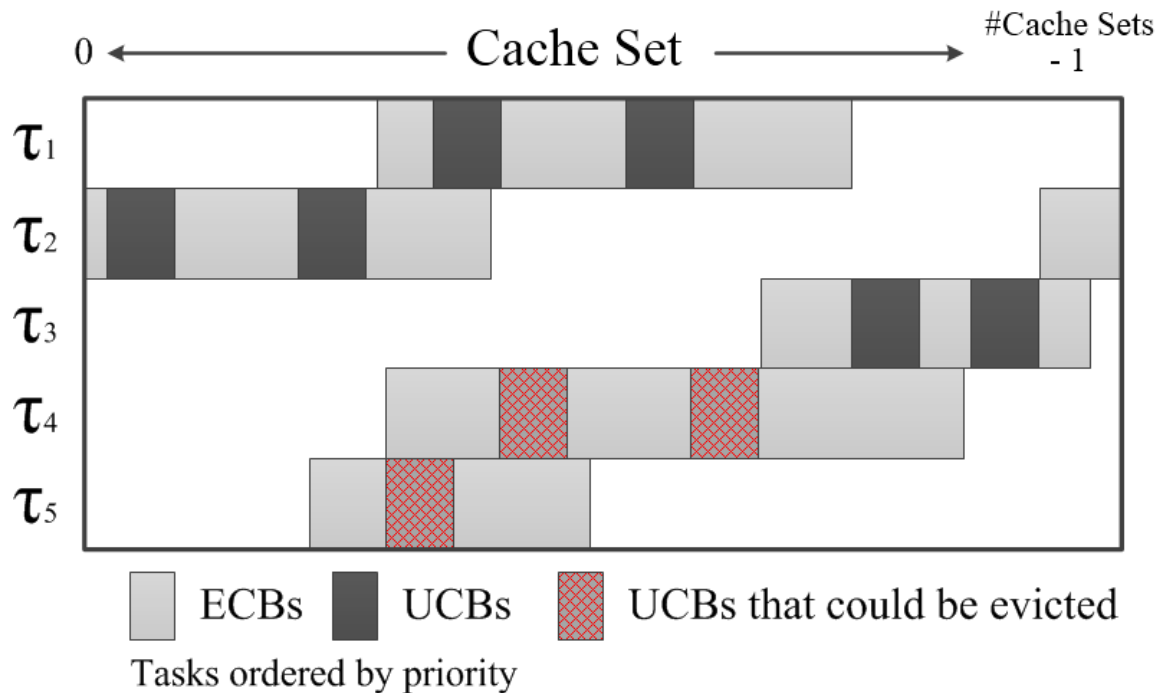 0 Cache Set #Cache Sets - 1
τ1
τ2
τ3
τ4
τ5
ECBs UCBs UCBs that could be evicted
Tasks ordered by priority